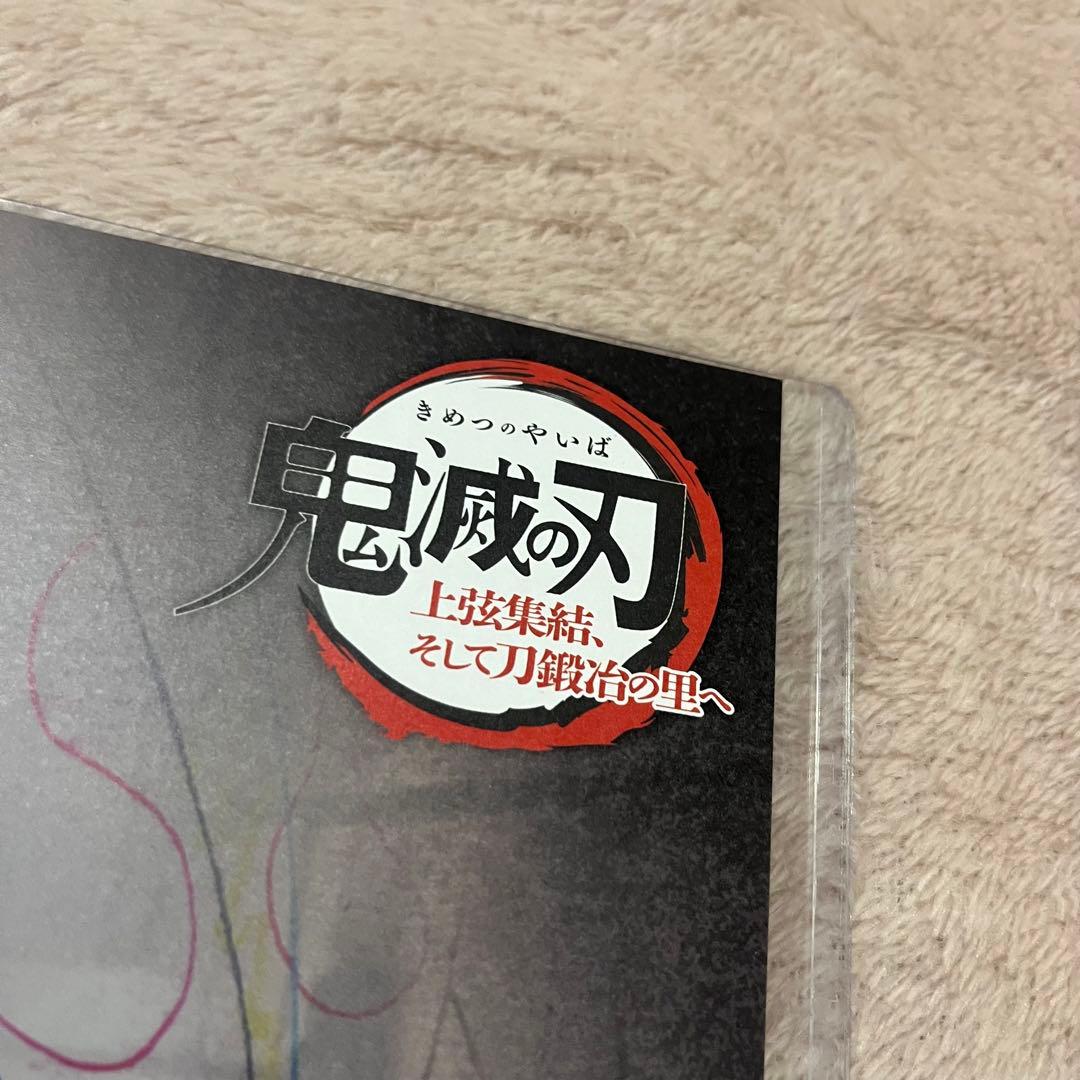 きめつのやいば
鬼滅の刃
上弦集結、
そして刀鍛冶の里へ